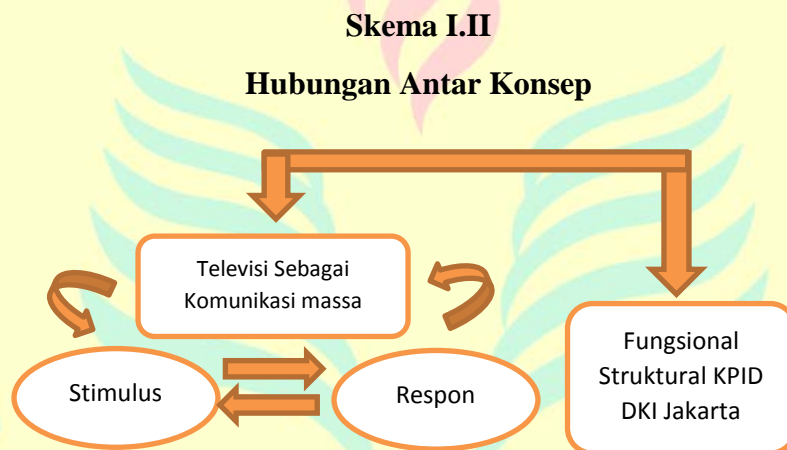 Skema I.II
Hubungan Antar Konsep
Televisi Sebagai
Komunikasi massa
Stimulus
Respon
Fungsional
Struktural KPID
DKI Jakarta